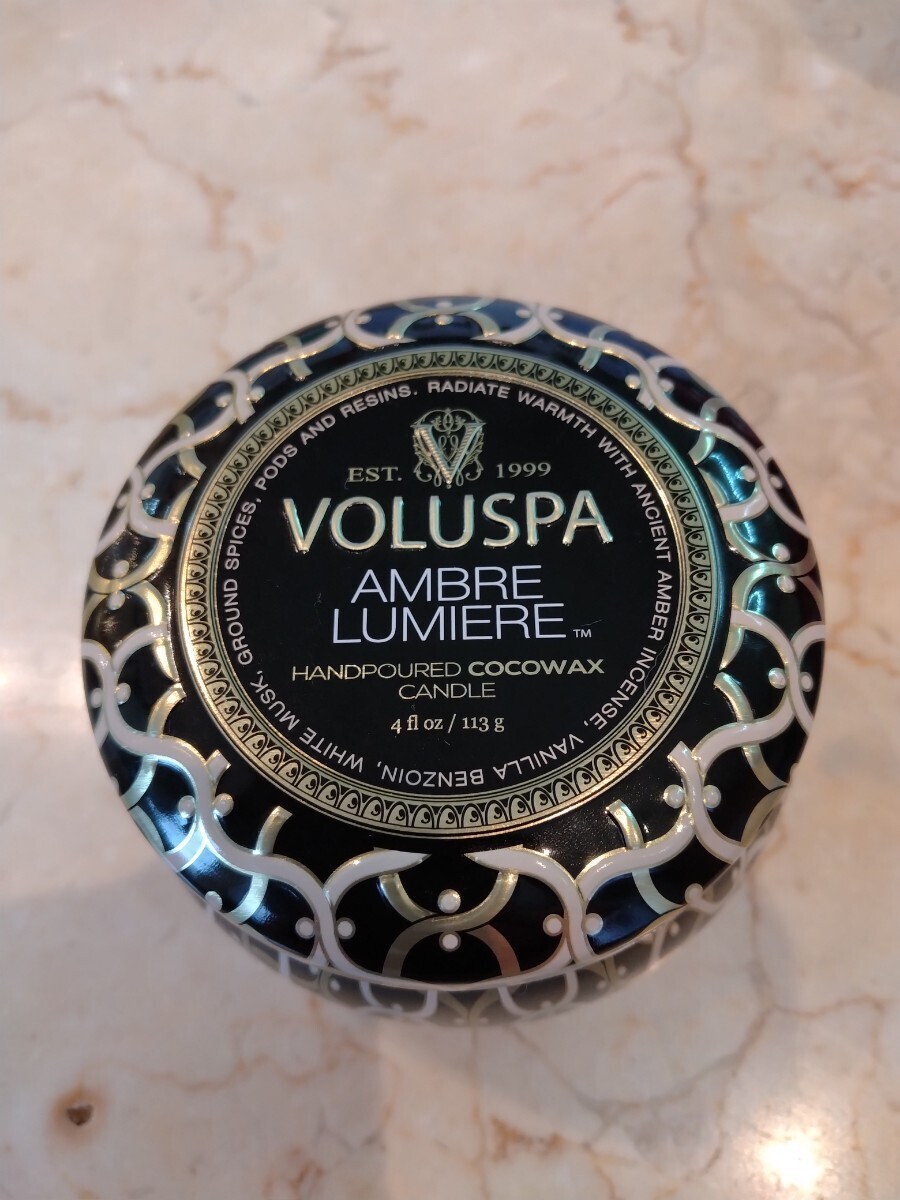 RADIATE WARMTH WITH ANCIENT AMBER INCENSE, VANILLA BENZOIN, WHITE MUSK, GROUND SPICES, PODS AND RESINS.
V
EST. 1999
VOLUSPA
AMBRE
LUMIERE™
HANDPOURED COCOWAX
CANDLE
4 fl oz / 113 g